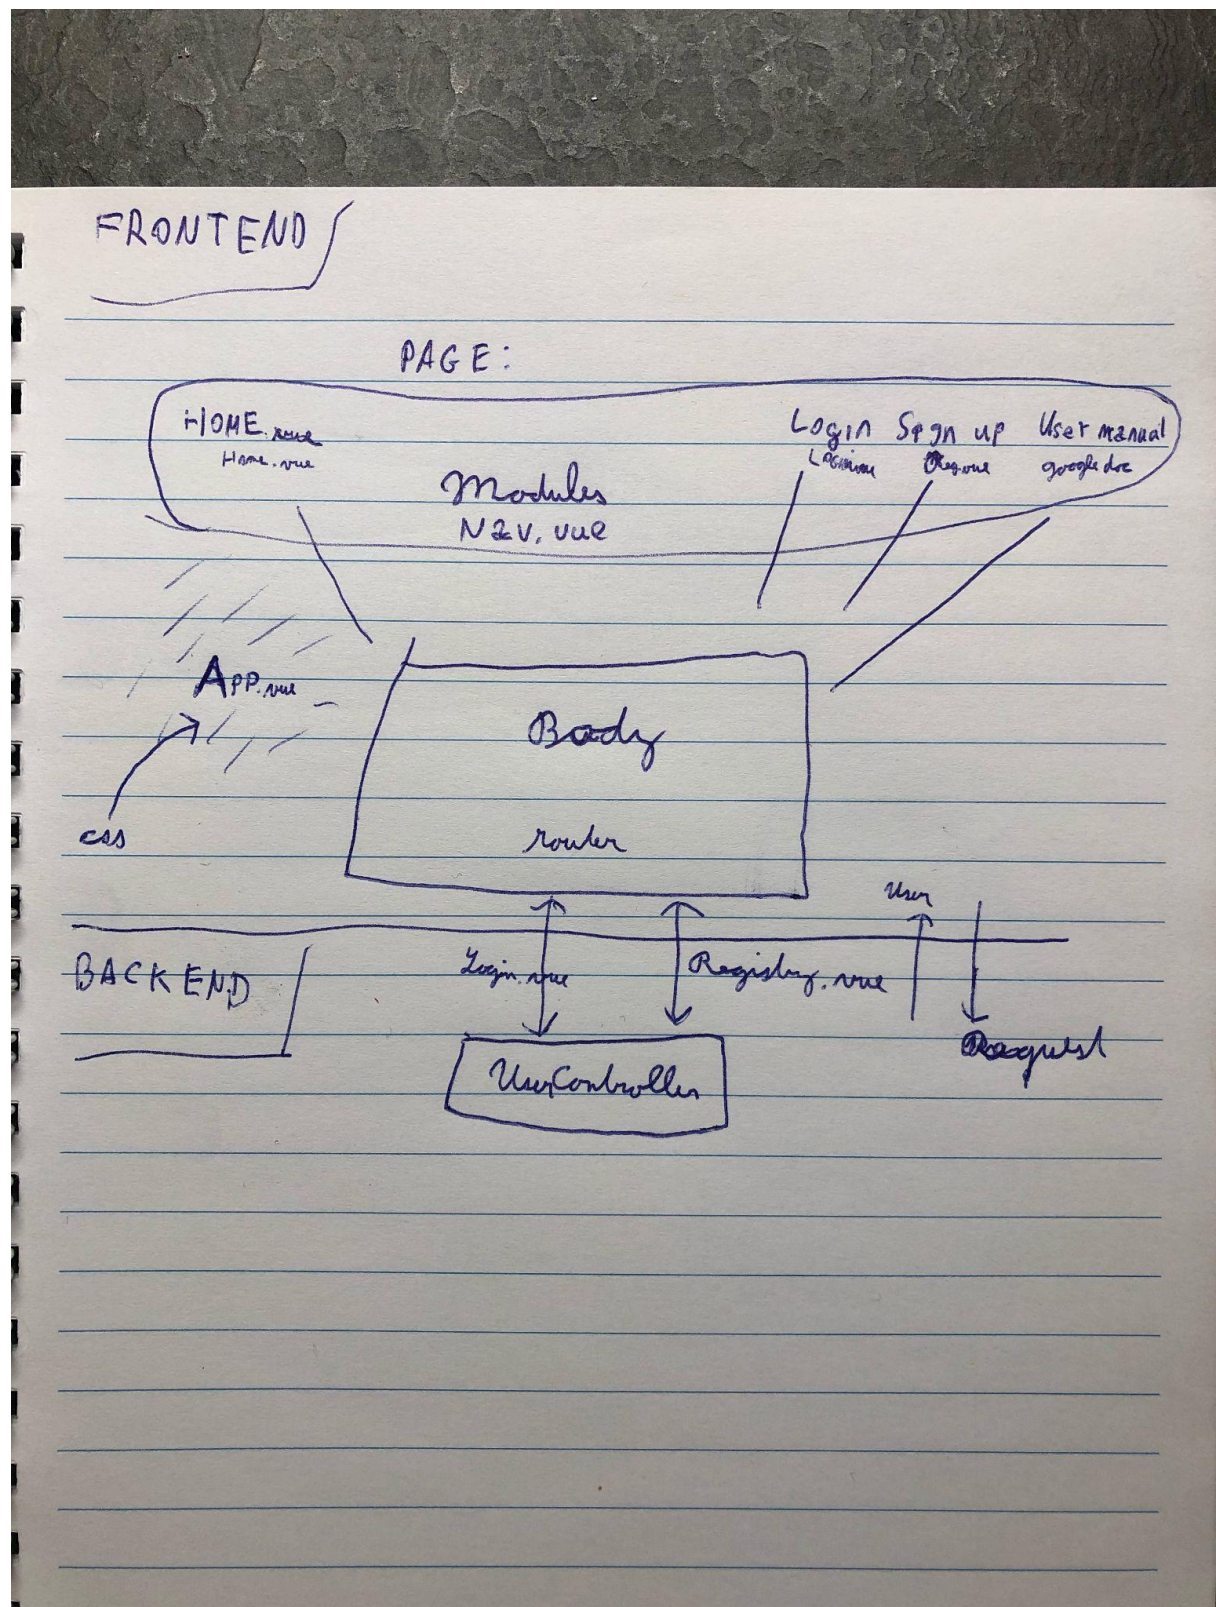 FRONTEND
PAGE:
HOME
Home.vue
Login Sign up User manual
google doc
Modules
Nav.vue
App.vue
Body
css
router
User
BACKEND
Login.vue
Registry.vue
Request
UserController